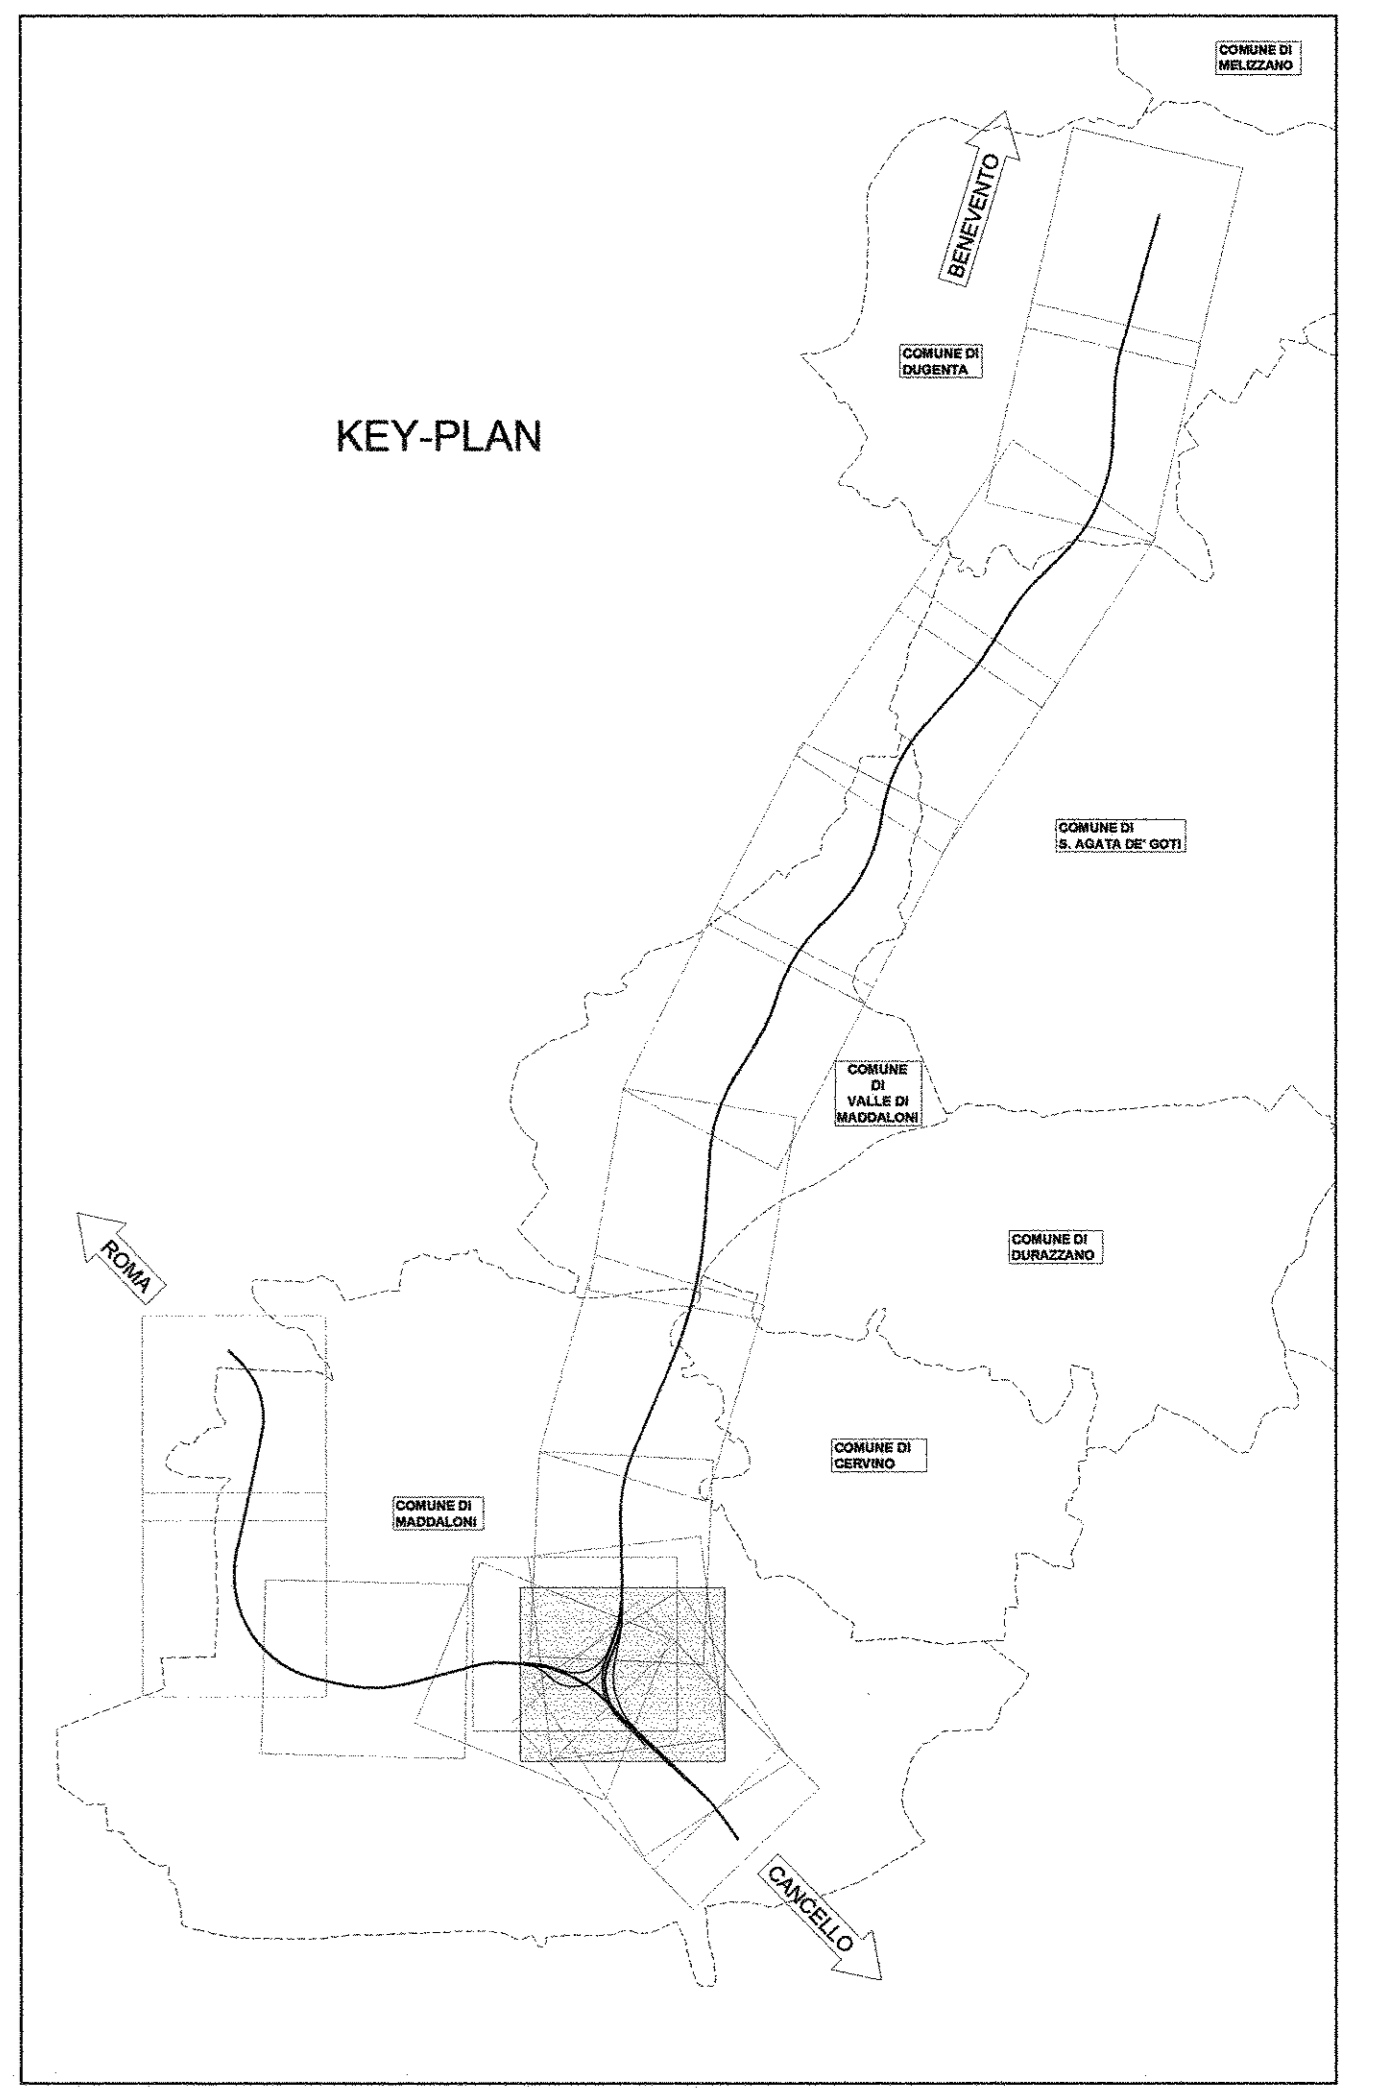 COMUNE DI
MELIZZANO
BENEVENTO
COMUNE DI
DUGENTA
KEY-PLAN
COMUNE DI
S. AGATA DE' GOTI
COMUNE
DI
VALLE DI
MADDALONI
ROMA
COMUNE DI
DURAZZANO
COMUNE DI
CERVINO
COMUNE DI
MADDALONI
CANCELLO